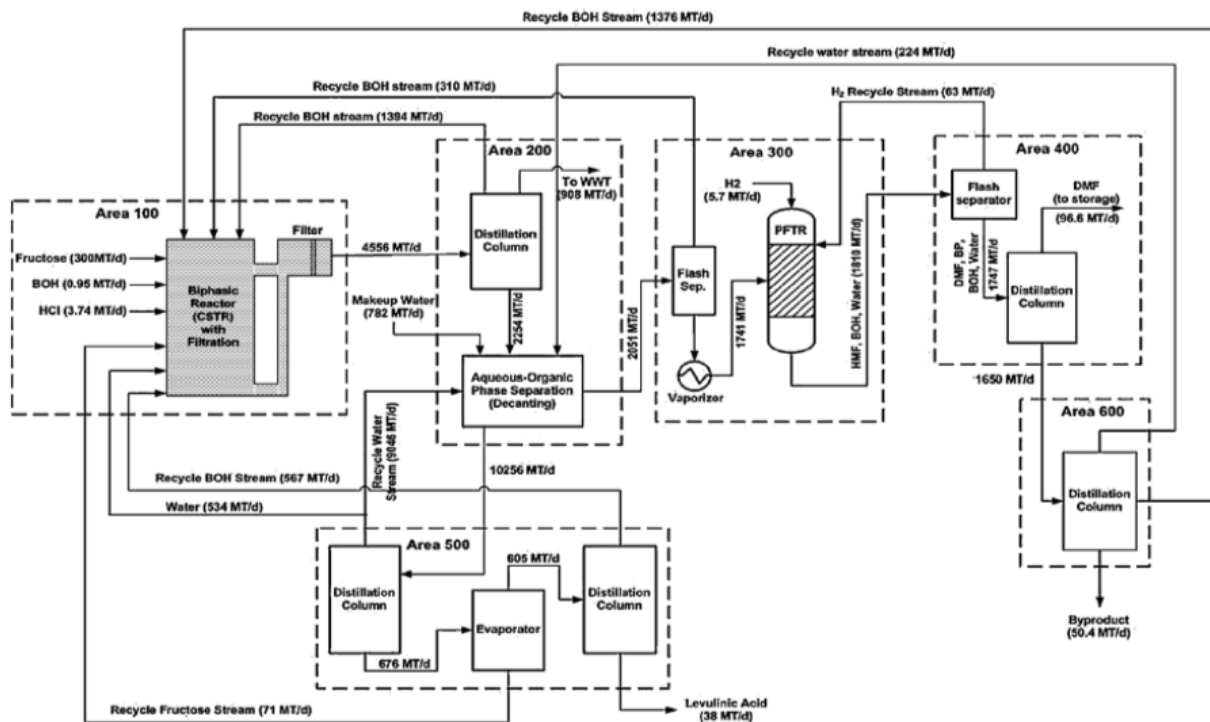 Recycle BOH Stream (1376 MT/d)
Recycle water stream (224 MT/d)
Recycle BOH stream (310 MT/d)
H₂ Recycle Stream (63 MT/d)
Recycle BOH stream (1394 MT/d)
Area 200
Area 300
Area 400
To WWT
(908 MT/d)
H2
(5.7 MT/d)
Flash
separator
DMF
(to storage)
(96.6 MT/d)
Area 100
Filter
Distillation
Column
PFTR
4556 MT/d
Fructose (300MT/d)
BOH (0.95 MT/d)
HCl (3.74 MT/d)
Biphasic
Reactor
(CSTR)
with
Filtration
Flash
Sep.
HMF, BOH, Water (1810 MT/d)
DMF, BP,
BOH, Water
1747 MT/d
Distillation
Column
Makeup Water
(782 MT/d)
2254 MT/d
2051 MT/d
1741 MT/d
Aqueous-Organic
Phase Separation
(Decanting)
Vaporizer
1650 MT/d
Area 600
Recycle Water
Stream (9046 MT/d)
10256 MT/d
Recycle BOH Stream (567 MT/d)
Water (534 MT/d)
Distillation
Column
Area 500
605 MT/d
Distillation
Column
Evaporator
Distillation
Column
676 MT/d
Byproduct
(50.4 MT/d)
Recycle Fructose Stream (71 MT/d)
Levulinic Acid
(38 MT/d)